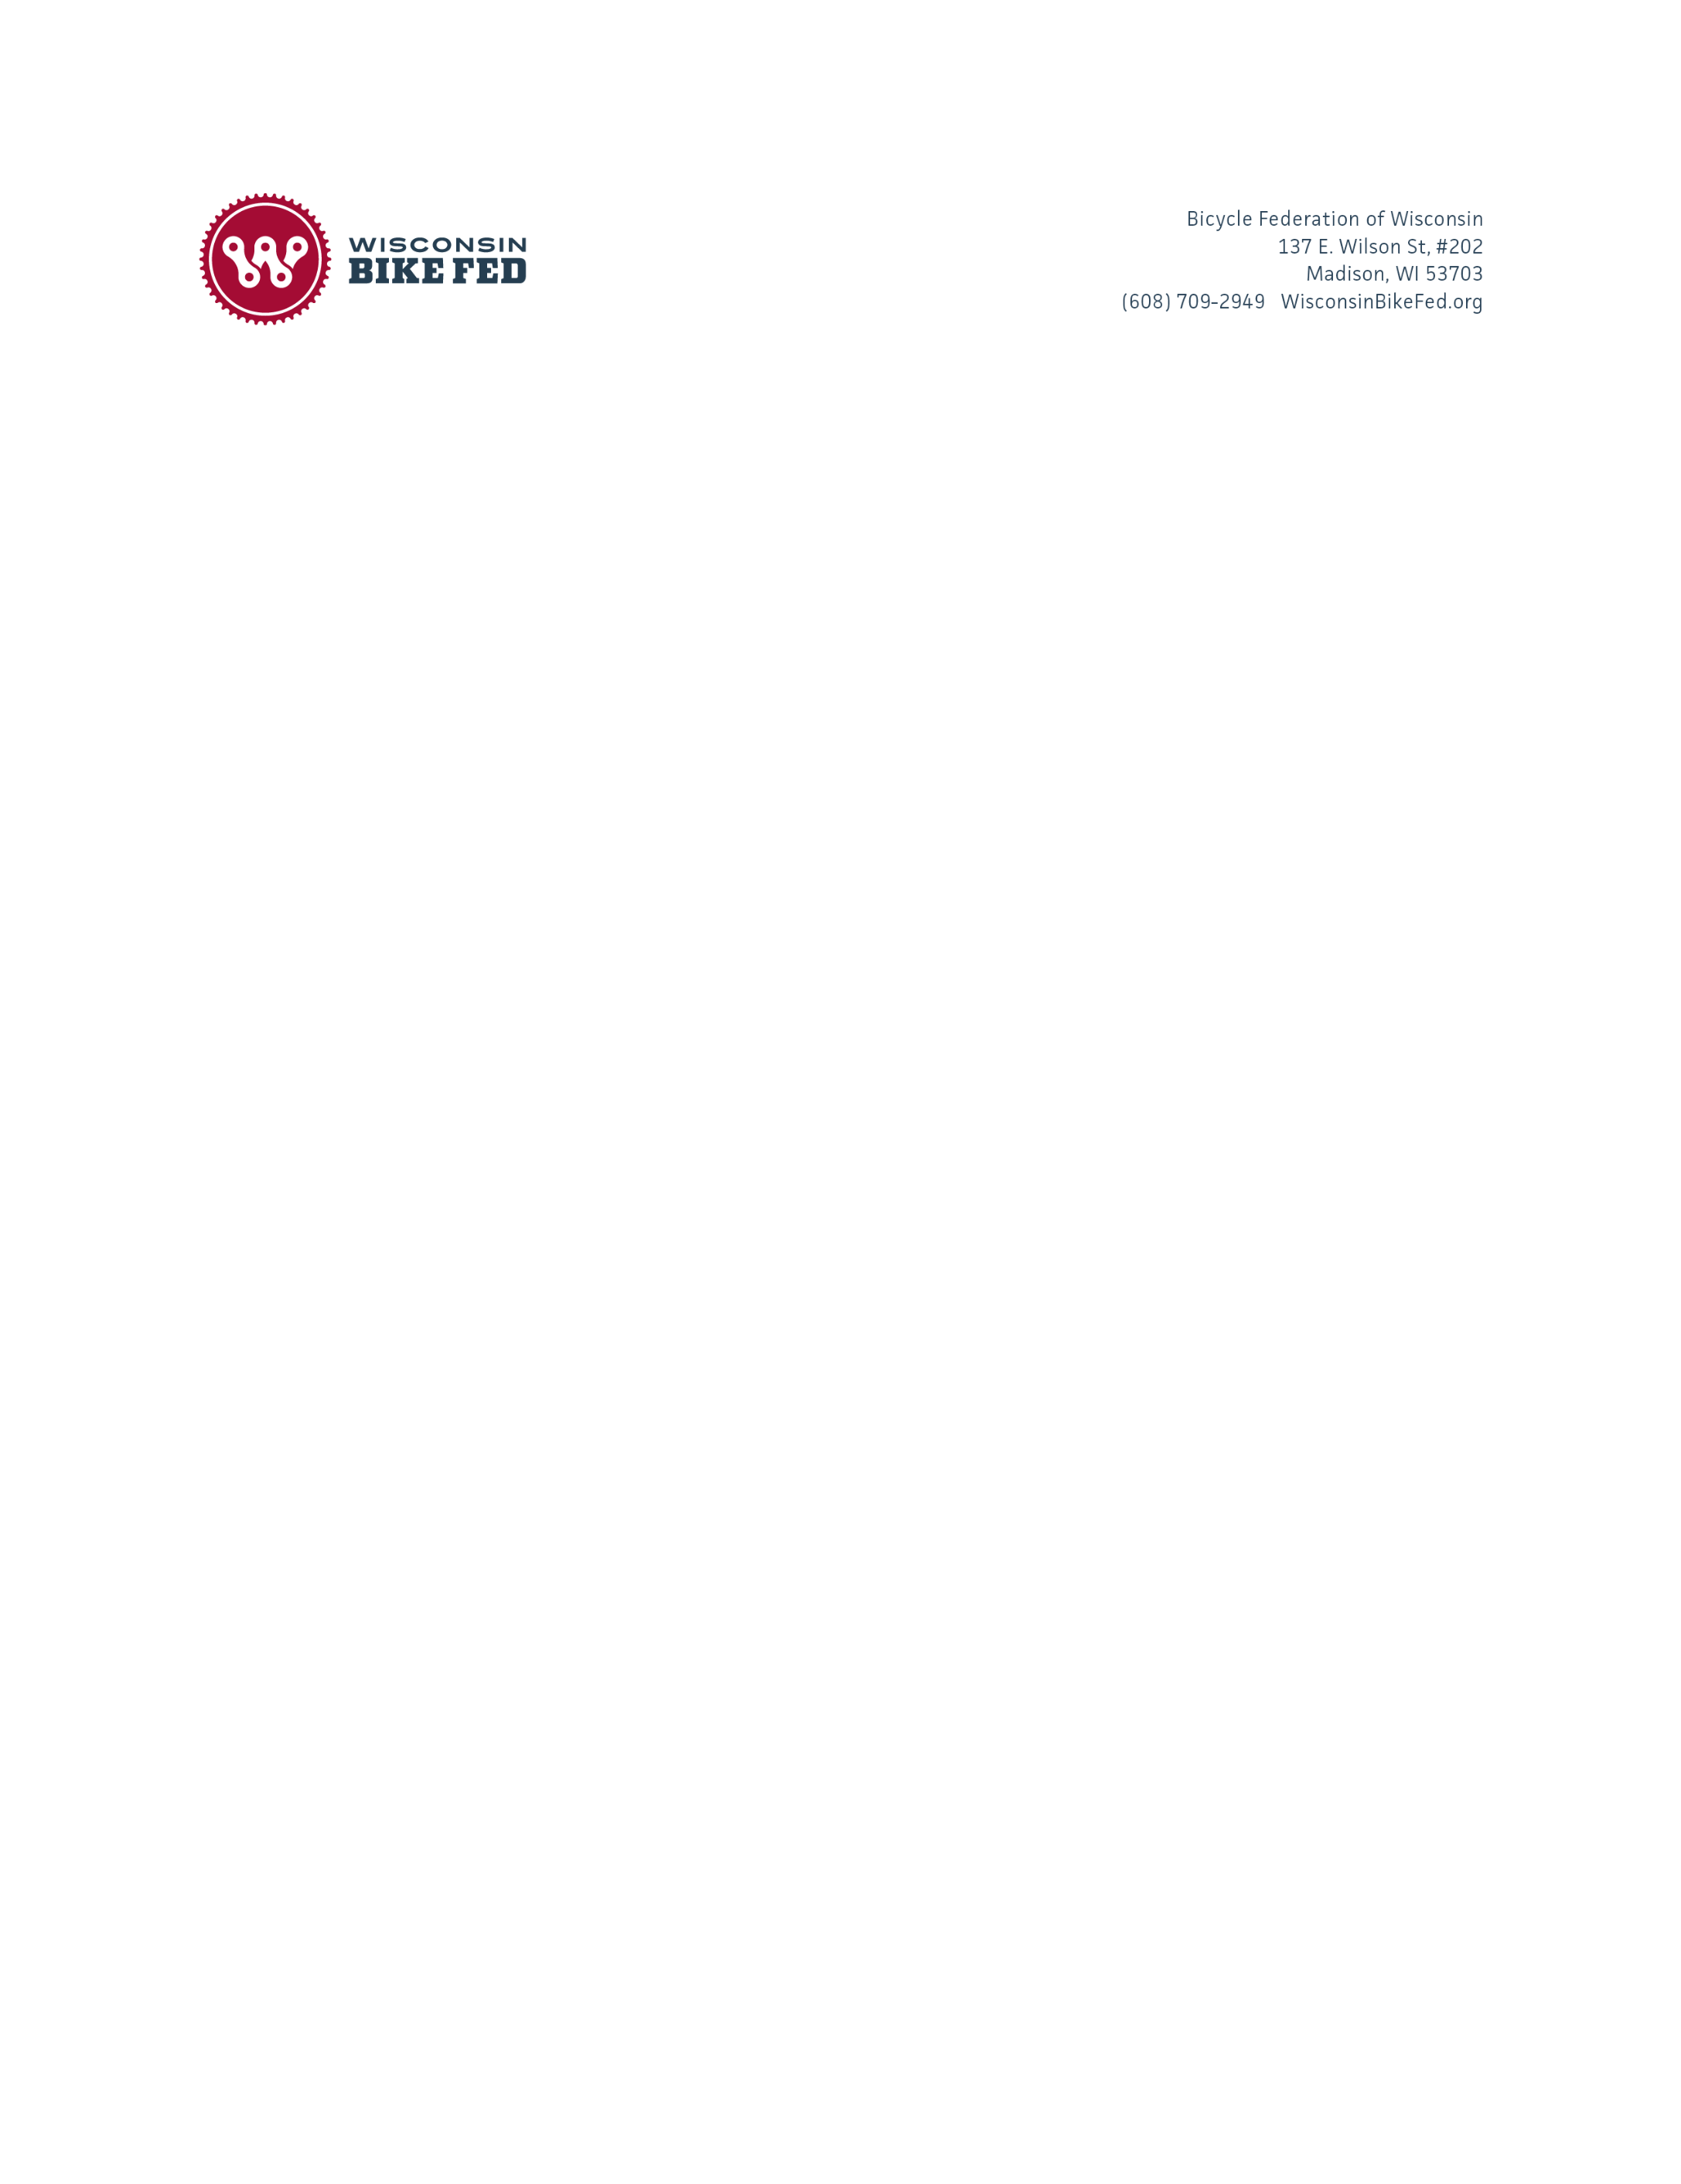 WISCONSIN
BIKE FED
Bicycle Federation of Wisconsin
137 E. Wilson St, #202
Madison, WI 53703
(608) 709-2949 WisconsinBikeFed.org